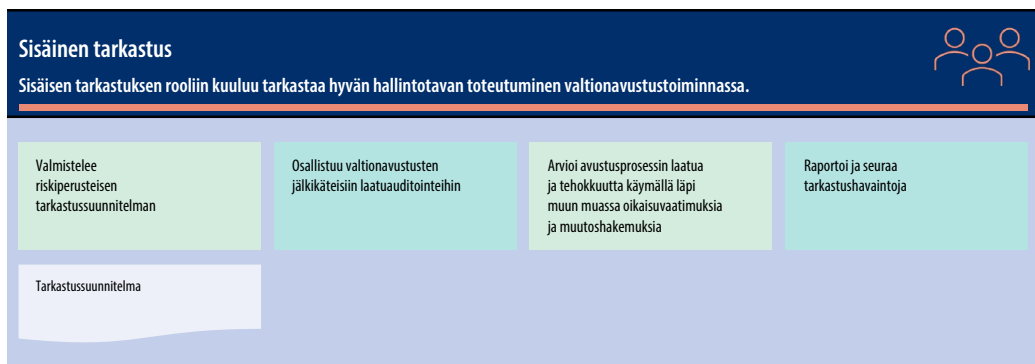 Sisäinen tarkastus
Sisäisen tarkastuksen rooliin kuuluu tarkastaa hyvän hallintotavan toteutuminen valtionavustustoiminnassa.
Valmistelee
riskiperusteisen
tarkastussuunnitelman
Osallistuu valtionavustusten
jälkikäteisiin laatuauditointeihin
Arvioi avustusprosessin laatua
ja tehokkuutta käymällä läpi
muun muassa oikaisuvaatimuksia
ja muutoshakemuksia
Raportoi ja seuraa
tarkastushavaintoja
Tarkastussuunnitelma